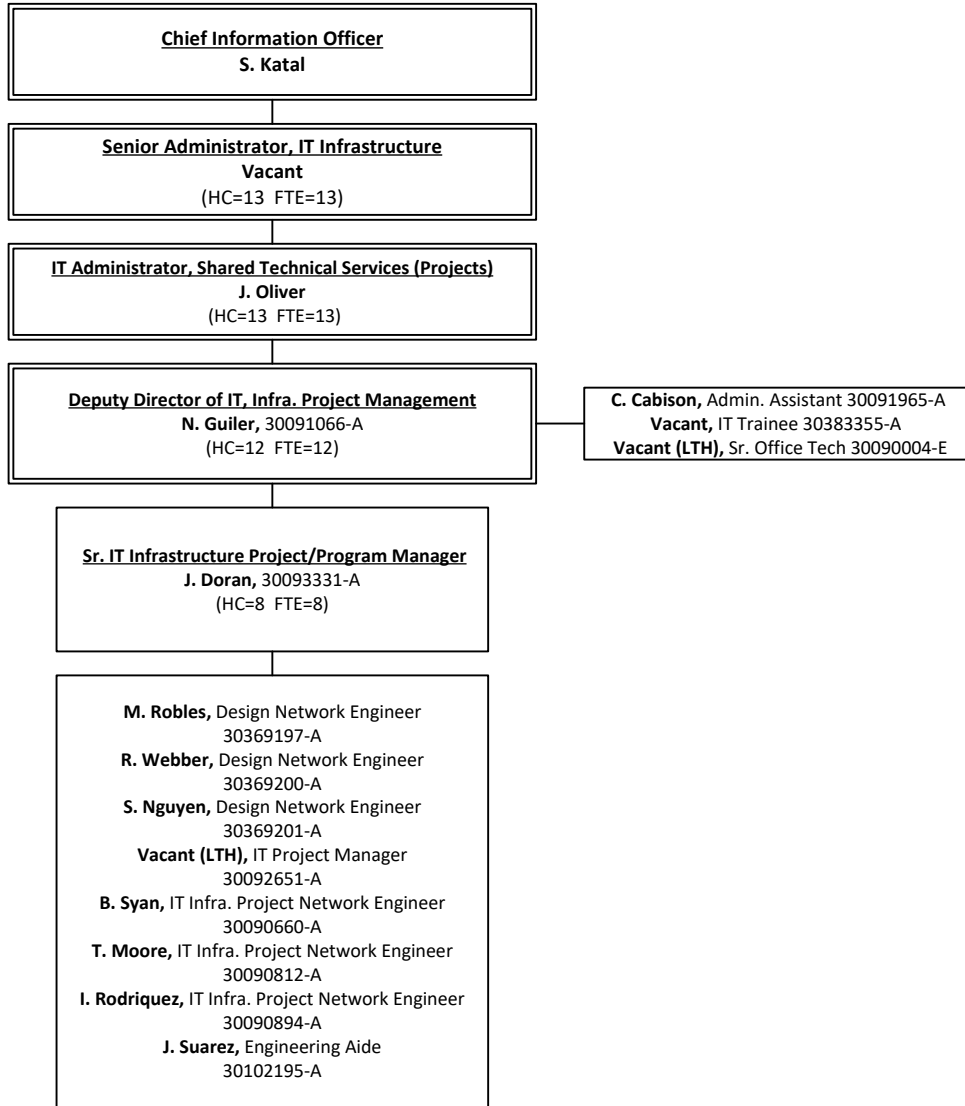 Chief Information Officer
S. Katal
Senior Administrator, IT Infrastructure
Vacant
(HC=13 FTE=13)
IT Administrator, Shared Technical Services (Projects)
J. Oliver
(HC=13 FTE=13)
Deputy Director of IT, Infra. Project Management
N. Guiler, 30091066-A
(HC=12 FTE=12)
C. Cabison, Admin. Assistant 30091965-A
Vacant, IT Trainee 30383355-A
Vacant (LTH), Sr. Office Tech 30090004-E
Sr. IT Infrastructure Project/Program Manager
J. Doran, 30093331-A
(HC=8 FTE=8)
M. Robles, Design Network Engineer
30369197-A
R. Webber, Design Network Engineer
30369200-A
S. Nguyen, Design Network Engineer
30369201-A
Vacant (LTH), IT Project Manager
30092651-A
B. Syan, IT Infra. Project Network Engineer
30090660-A
T. Moore, IT Infra. Project Network Engineer
30090812-A
I. Rodriquez, IT Infra. Project Network Engineer
30090894-A
J. Suarez, Engineering Aide
30102195-A